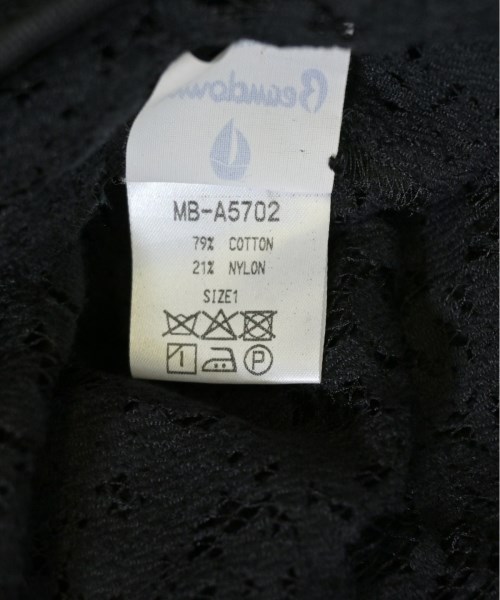 MB-A5702
79% COTTON
21% NYLON
SIZE1
P